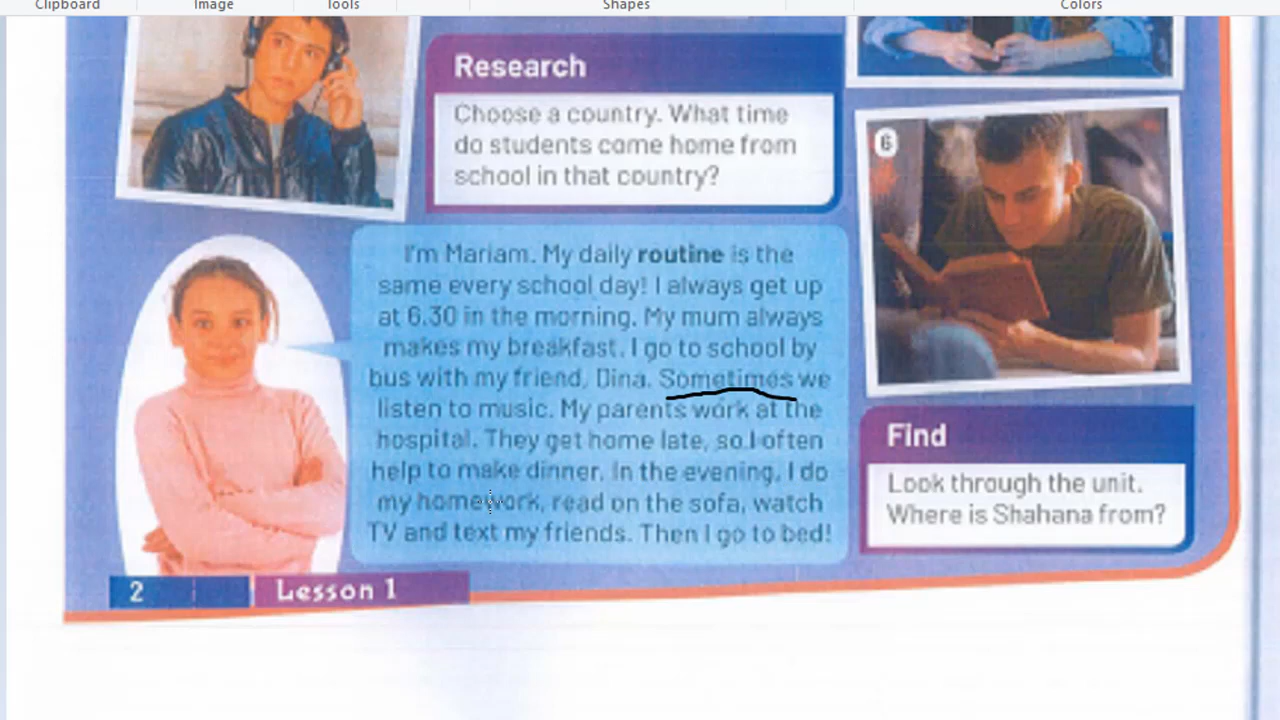 Clipboard
Image
Tools
Shapes
Colors
Research
Choose a country. What time
do students come home from
school in that country?
6
I'm Mariam. My daily routine is the
same every school day! I always get up
at 6.30 in the morning. My mum always
makes my breakfast. I go to school by
bus with my friend, Dina. Sometimes we
listen to music. My parents work at the
hospital. They get home late, so I often
help to make dinner. In the evening, I do
my homework, read on the sofa, watch
TV and text my friends. Then I go to bed!
Find
Look through the unit.
Where is Shahana from?
2
Lesson 1